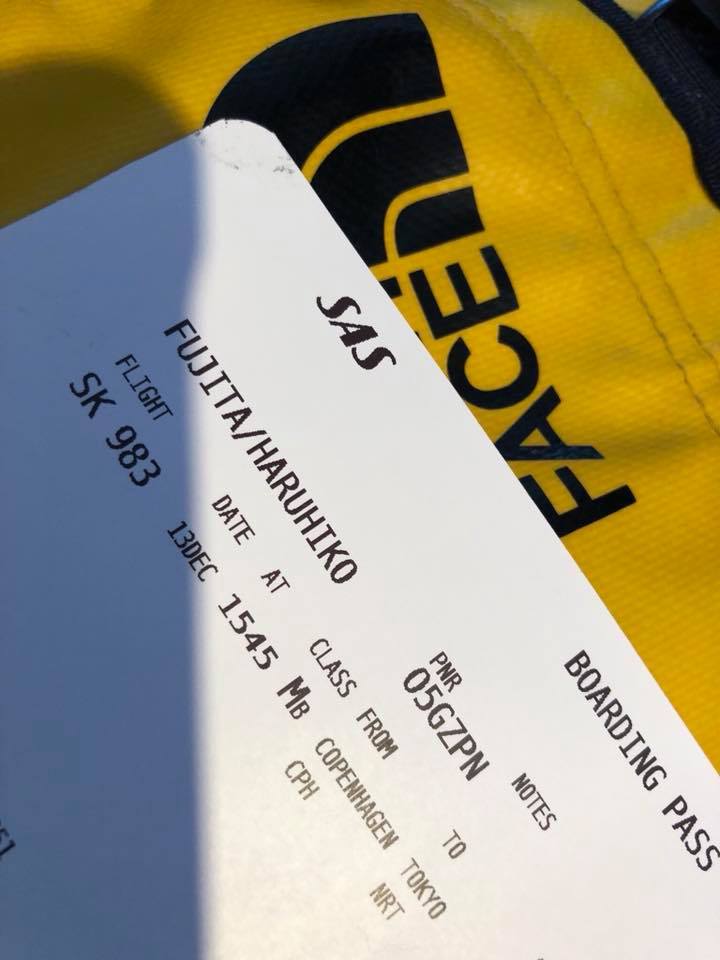 FACE
SAS
BOARDING PASS
FUJITA/HARUHIKO
PNR NOTES
O5GZPN
FLIGHT DATE AT CLASS FROM TO
SK 983 13DEC 1545 MB COPENHAGEN TOKYO
CPH NRT